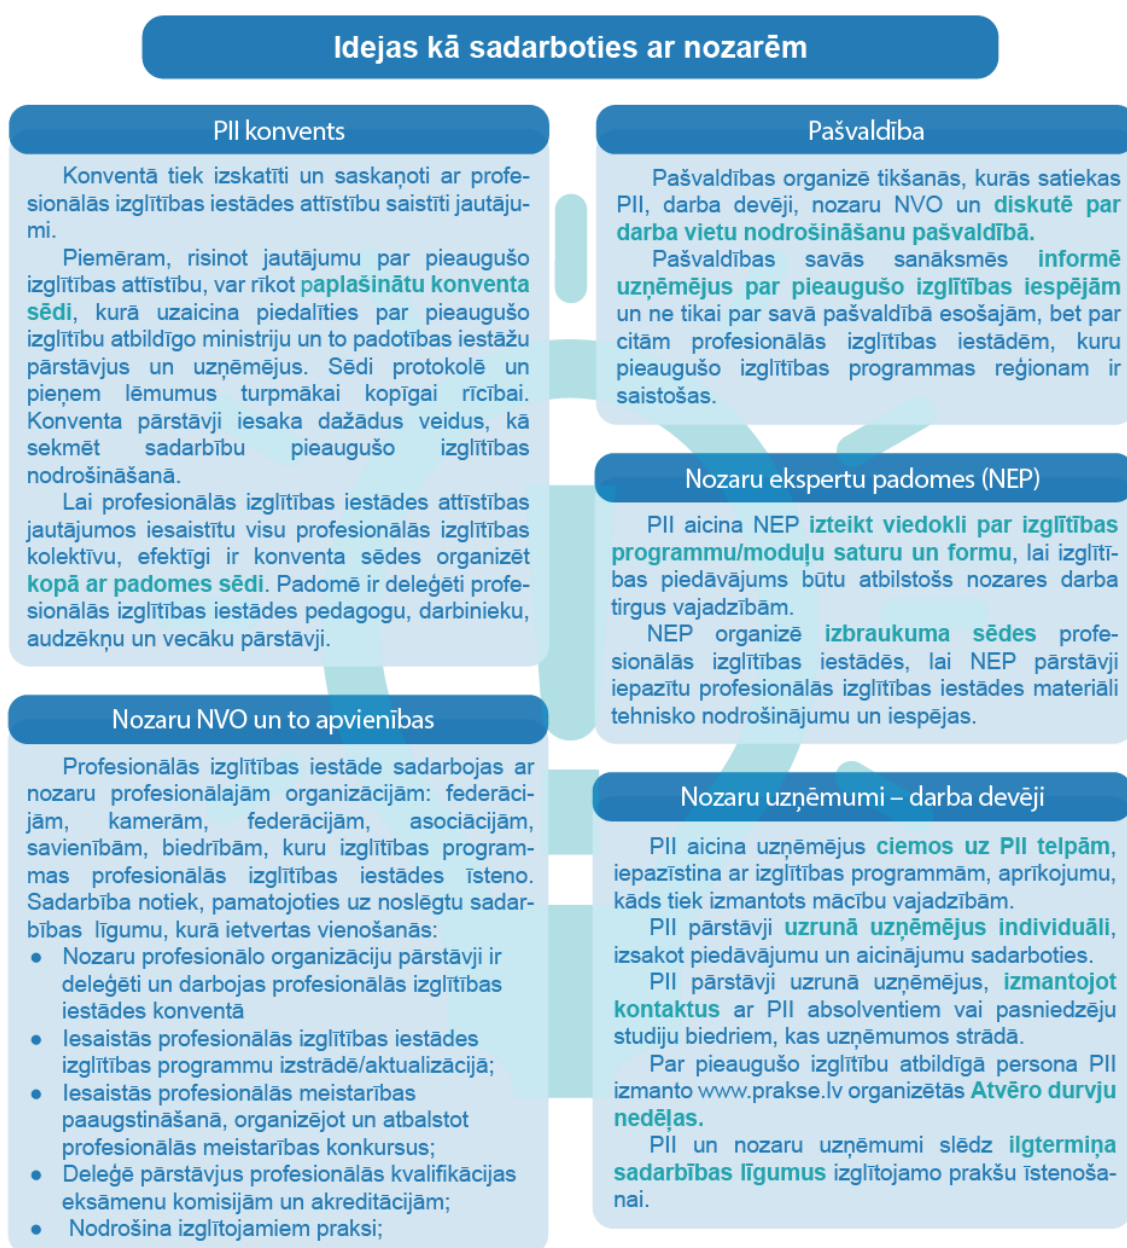 Idejas kā sadarboties ar nozarēm
PII konvents
Konventā tiek izskatīti un saskaņoti ar profe-
sionālās izglītības iestādes attīstību saistīti jautāju-
mi.
Piemēram, risinot jautājumu par pieaugušo
izglītības attīstību, var rīkot paplašinātu konventa
sēdi, kurā uzaicina piedalīties par pieaugušo
izglītību atbildīgo ministriju un to padotības iestāžu
pārstāvjus un uzņēmējus. Sēdi protokolē un
pieņem lēmumus turpmākai kopīgai rīcībai.
Konventa pārstāvji iesaka dažādus veidus, kā
sekmēt sadarbību pieaugušo izglītības
nodrošināšanā.
Lai profesionālās izglītības iestādes attīstības
jautājumos iesaistītu visu profesionālās izglītības
kolektīvu, efektīgi ir konventa sēdes organizēt
kopā ar padomes sēdi. Padomē ir deleģēti profe-
sionālās izglītības iestādes pedagogu, darbinieku,
audzēkņu un vecāku pārstāvji.
Nozaru NVO un to apvienības
Profesionālās izglītības iestāde sadarbojas ar
nozaru profesionālajām organizācijām: federāci-
jām, kamerām, federācijām, asociācijām,
savienībām, biedrībām, kuru izglītības program-
mas profesionālās izglītības iestādes īsteno.
Sadarbība notiek, pamatojoties uz noslēgtu sadar-
bības līgumu, kurā ietvertas vienošanās:
● Nozaru profesionālo organizāciju pārstāvji ir
deleģēti un darbojas profesionālās izglītības
iestādes konventā
● Iesaistās profesionālās izglītības iestādes
izglītības programmu izstrādē/aktualizācijā;
● Iesaistās profesionālās meistarības
paaugstināšanā, organizējot un atbalstot
profesionālās meistarības konkursus;
● Deleģē pārstāvjus profesionālās kvalifikācijas
eksāmenu komisijām un akreditācijām;
● Nodrošina izglītojamiem praksi;
Pašvaldība
Pašvaldības organizē tikšanās, kurās satiekas
PII, darba devēji, nozaru NVO un diskutē par
darba vietu nodrošināšanu pašvaldībā.
Pašvaldības savās sanāksmēs informē
uzņēmējus par pieaugušo izglītības iespējām
un ne tikai par savā pašvaldībā esošajām, bet par
citām profesionālās izglītības iestādēm, kuru
pieaugušo izglītības programmas reģionam ir
saistošas.
Nozaru ekspertu padomes (NEP)
PII aicina NEP izteikt viedokli par izglītības
programmu/moduļu saturu un formu, lai izglītī-
bas piedāvājums būtu atbilstošs nozares darba
tirgus vajadzībām.
NEP organizē izbraukuma sēdes profe-
sionālās izglītības iestādēs, lai NEP pārstāvji
iepazītu profesionālās izglītības iestādes materiāli
tehnisko nodrošinājumu un iespējas.
Nozaru uzņēmumi – darba devēji
PII aicina uzņēmējus ciemos uz PII telpām,
iepazīstina ar izglītības programmām, aprīkojumu,
kāds tiek izmantots mācību vajadzībām.
PII pārstāvji uzrunā uzņēmējus individuāli,
izsakot piedāvājumu un aicinājumu sadarboties.
PII pārstāvji uzrunā uzņēmējus, izmantojot
kontaktus ar PII absolventiem vai pasniedzēju
studiju biedriem, kas uzņēmumos strādā.
Par pieaugušo izglītību atbildīgā persona PII
izmanto www.prakse.lv organizētās Atvēro durvju
nedēļas.
PII un nozaru uzņēmumi slēdz ilgtermiņa
sadarbības līgumus izglītojamo prakšu īstenoša-
nai.